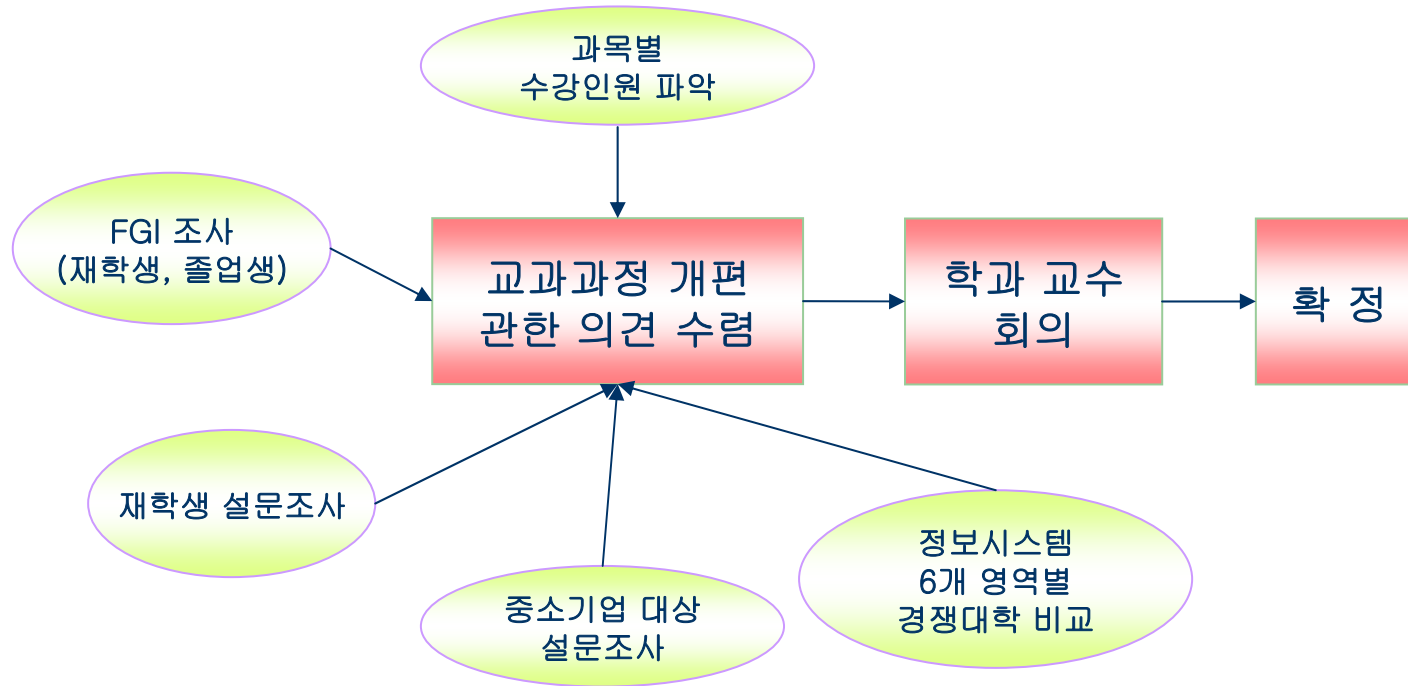 과목별
수강인원 파악
FGI 조사
(재학생, 졸업생)
교과과정 개편
관한 의견 수렴
학과 교수
회의
확 정
재학생 설문조사
중소기업 대상
설문조사
정보시스템
6개 영역별
경쟁대학 비교